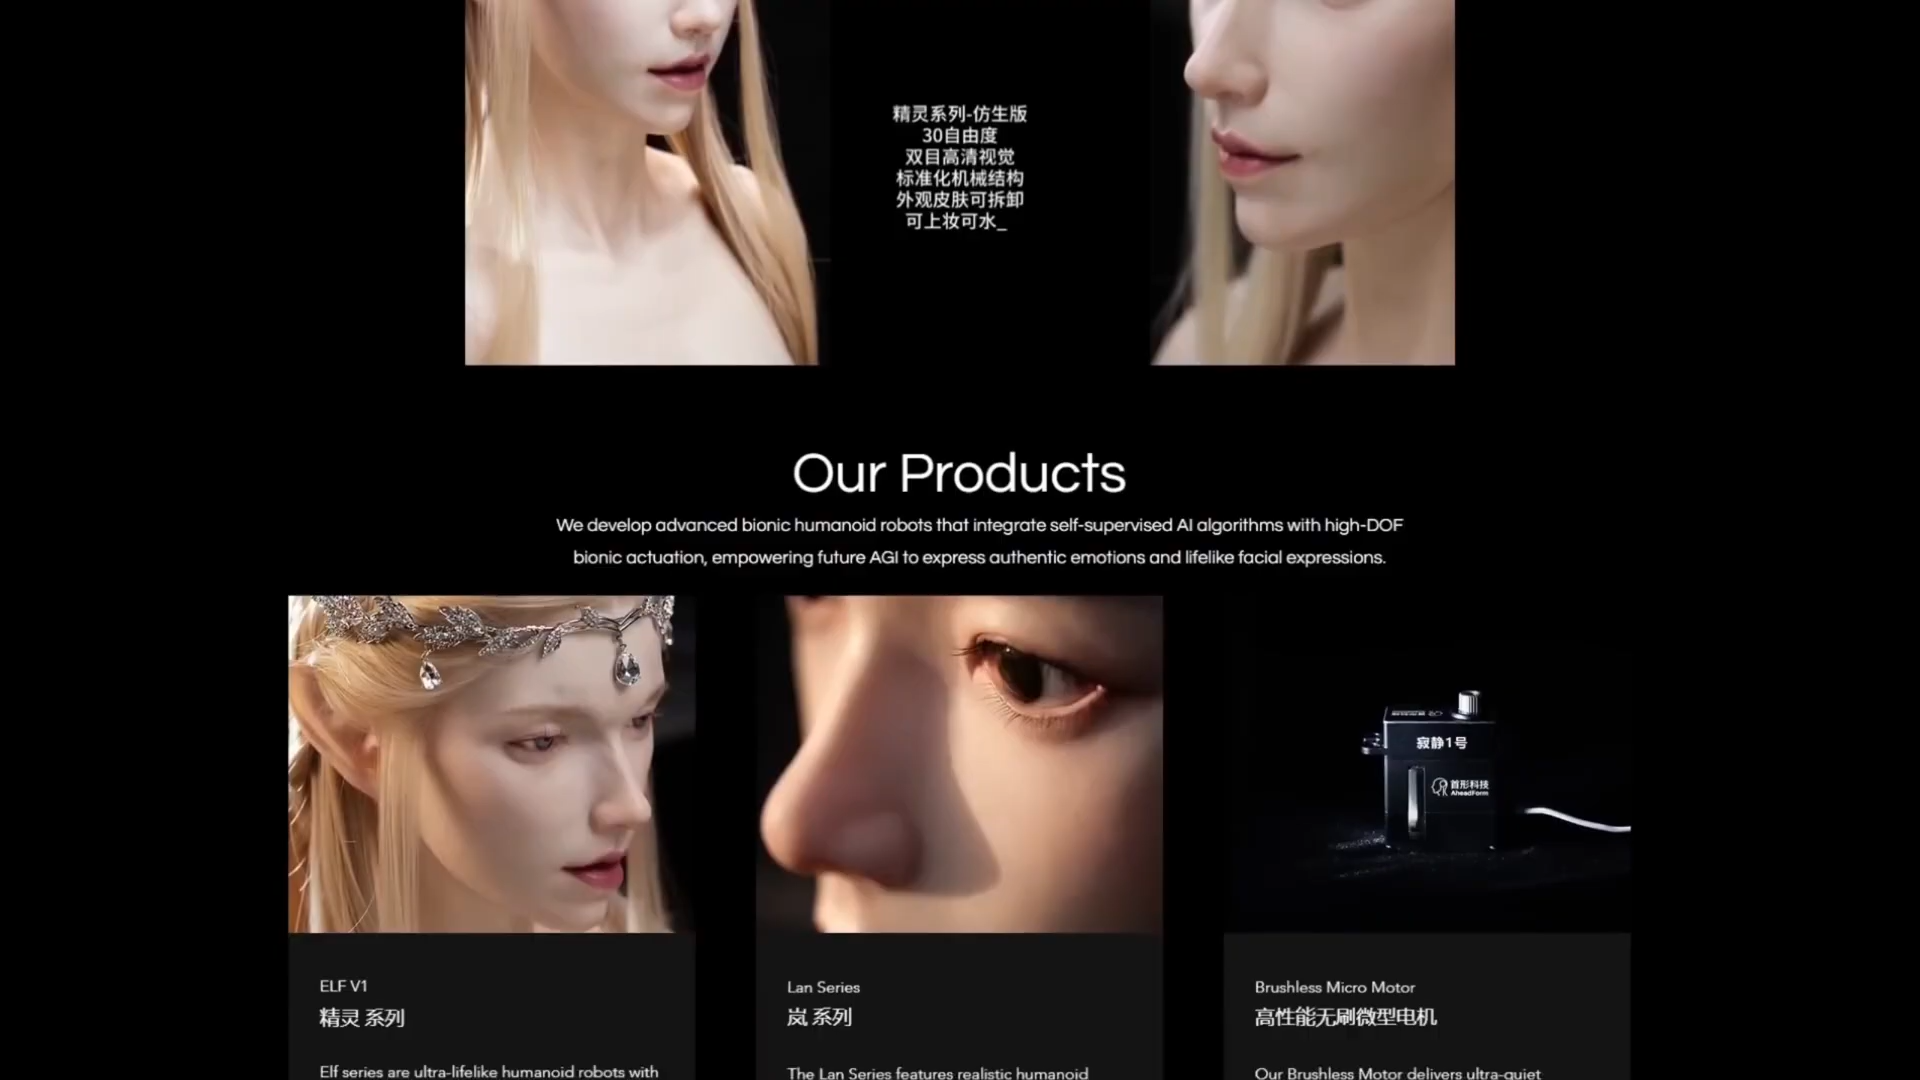 精灵系列-仿生版
30自由度
双目高清视觉
标准化机械结构
外观皮肤可拆卸
可上妆可水_
Our Products
We develop advanced bionic humanoid robots that integrate self-supervised AI algorithms with high-DOF
bionic actuation, empowering future AGI to express authentic emotions and lifelike facial expressions.
寂静1号
首形科技
AheadForm
ELF V1
精灵 系列
Elf series are ultra-lifelike humanoid robots with
Lan Series
岚 系列
The Lan Series features realistic humanoid
Brushless Micro Motor
高性能无刷微型电机
Our Brushless Motor delivers ultra-quiet